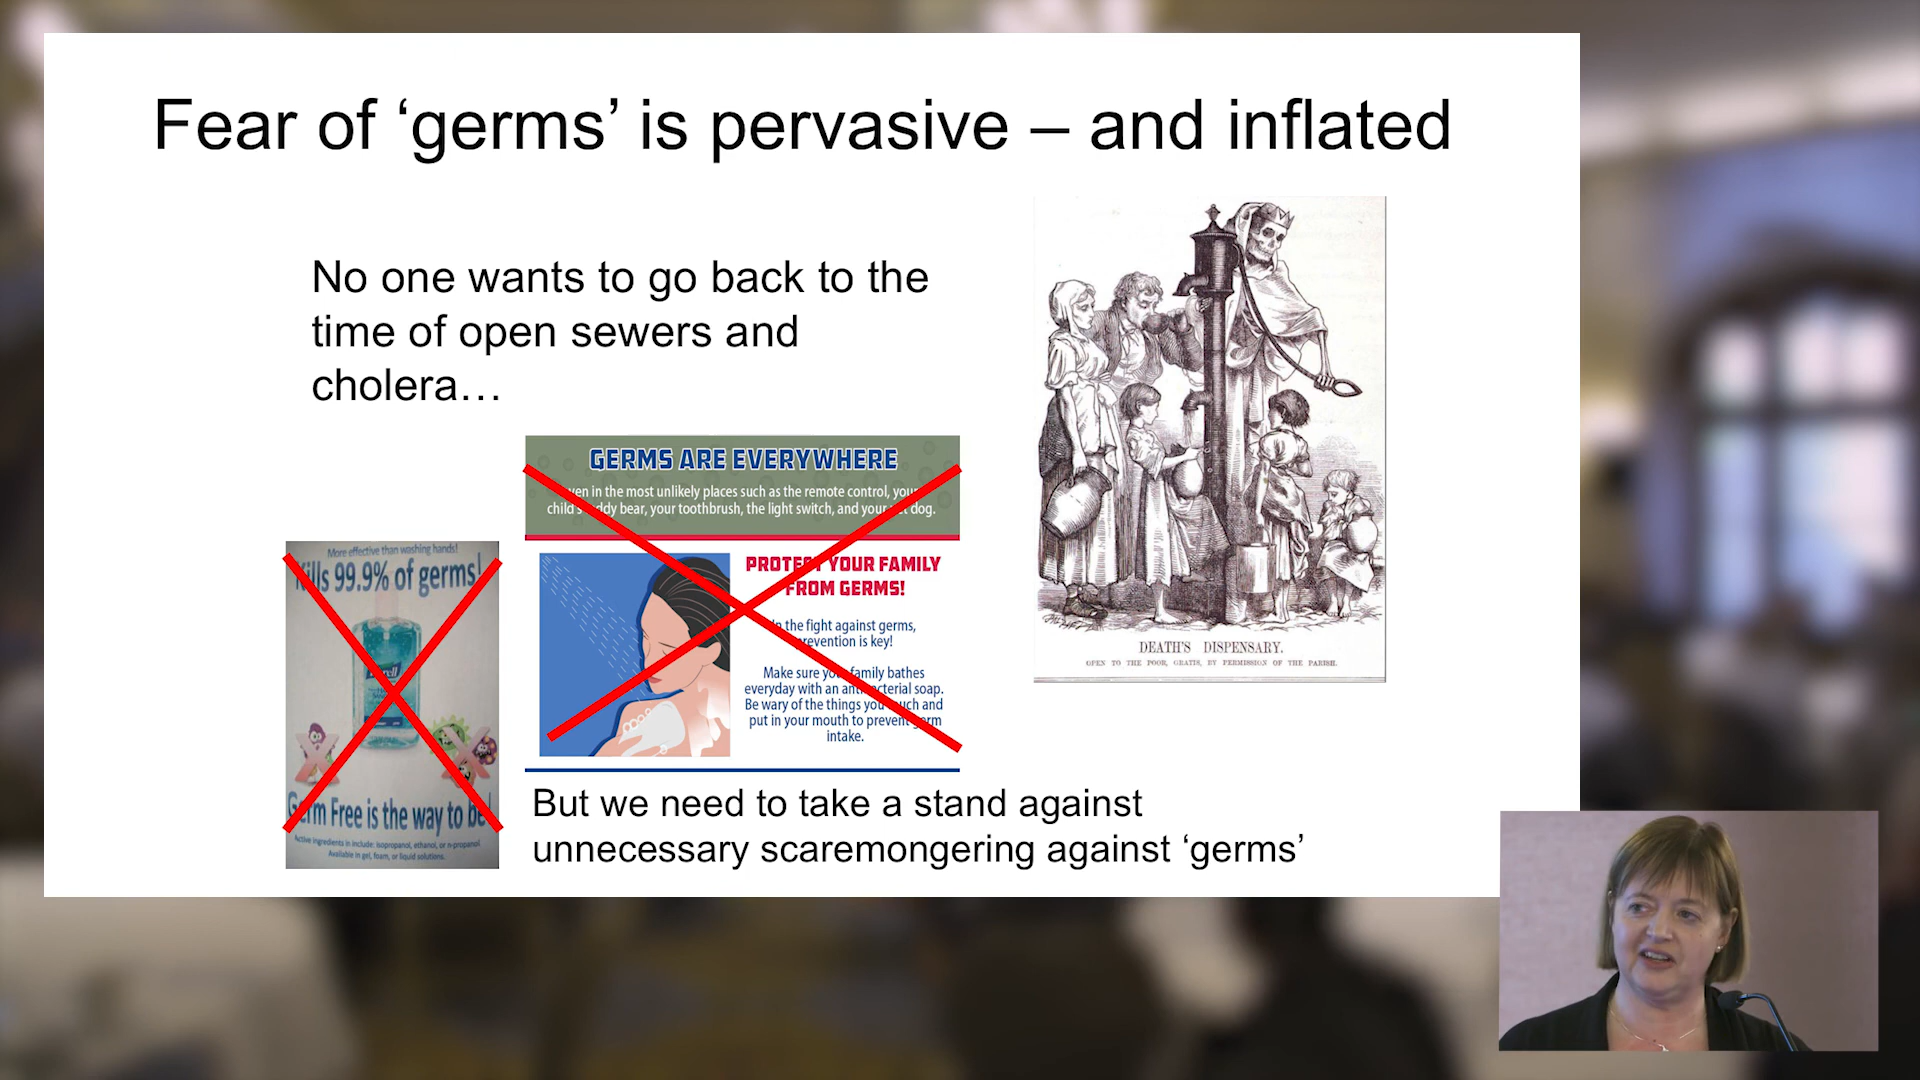 Fear of ‘germs’ is pervasive – and inflated
No one wants to go back to the
time of open sewers and
cholera…
GERMS ARE EVERYWHERE
in the most unlikely places such as the remote control,
bear, your toothbrush, the light switch, and your dog.
PROTECT YOUR FAMILY
FROM GERMS!
the fight against germs,
prevention is key!
Make sure your family bathes
everyday with an antibacterial soap.
Be wary of the things you touch and
put in your mouth to prevent germ
intake.
More effective than washing hands!
Kills 99.9% of germs!
Germ Free is the way to be!
Active ingredients in include: isopropanol, ethanol, or n-propanol
Available in gel, foam, or liquid solutions.
DEATH'S DISPENSARY.
OPEN TO THE POOR, GRATIS, BY PERMISSION OF THE PARISH.
But we need to take a stand against
unnecessary scaremongering against ‘germs’